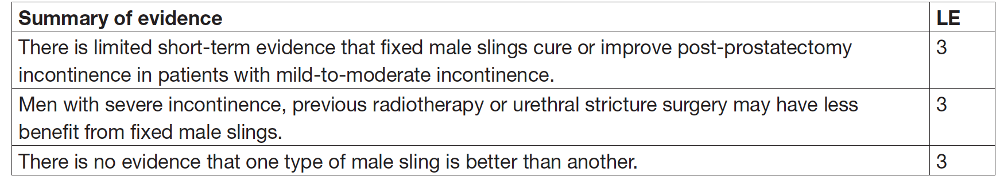 Summary of evidence LE
There is limited short-term evidence that fixed male slings cure or improve post-prostatectomy 3
incontinence in patients with mild-to-moderate incontinence.
Men with severe incontinence, previous radiotherapy or urethral stricture surgery may have less 3
benefit from fixed male slings.
There is no evidence that one type of male sling is better than another. 3